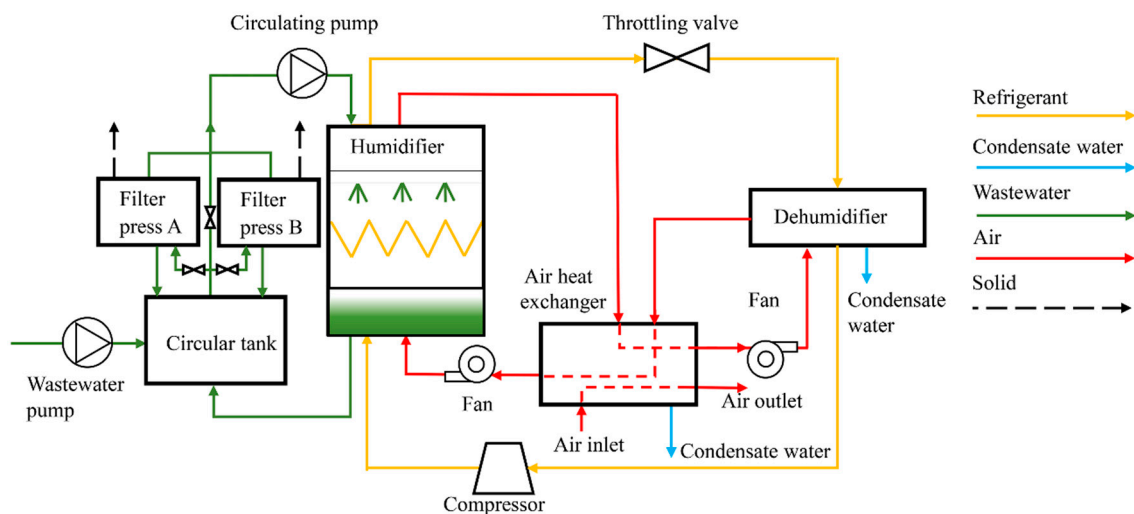 Circulating pump
Throttling valve
Refrigerant
Humidifier
Condensate water
Filter
press A
Filter
press B
Wastewater
Dehumidifier
Air
Air heat
exchanger
Fan
Condensate
water
Solid
Circular tank
Wastewater
pump
Fan
Air outlet
Air inlet
Condensate water
Compressor